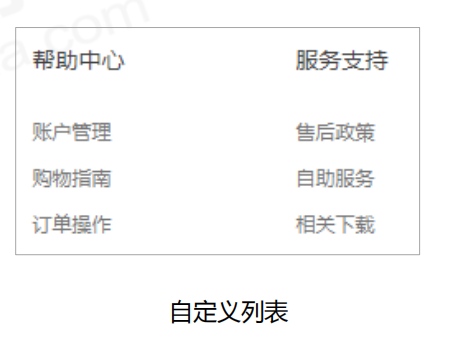 帮助中心 服务支持
账户管理 售后政策
购物指南 自助服务
订单操作 相关下载
自定义列表